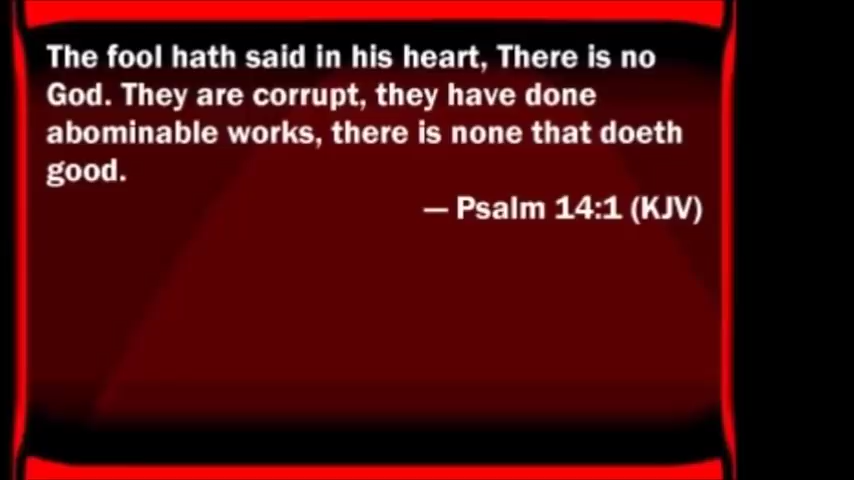 The fool hath said in his heart, There is no
God. They are corrupt, they have done
abominable works, there is none that doeth
good.
— Psalm 14:1 (KJV)